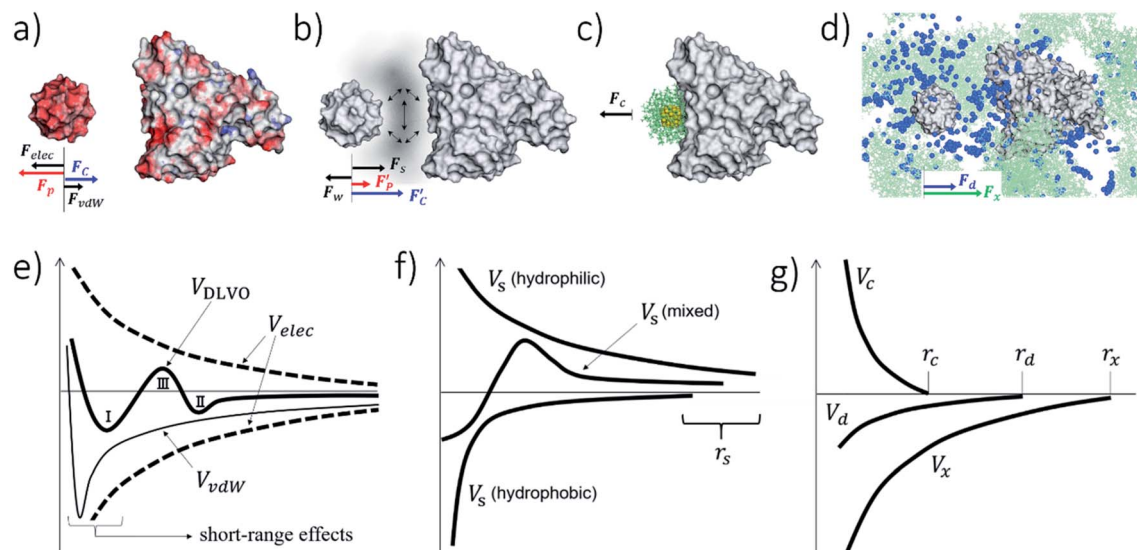 a)
b)
c)
d)
F_elec
F_C
F_p
F_vdW
F_s
F'_P
F_w
F'_C
F_c
F_d
F_x
e)
V_DLVO
V_elec
III
I
II
V_vdW
short-range effects
f)
V_s (hydrophilic)
V_s (mixed)
r_s
V_s (hydrophobic)
g)
V_c
r_c
r_d
r_x
V_d
V_x